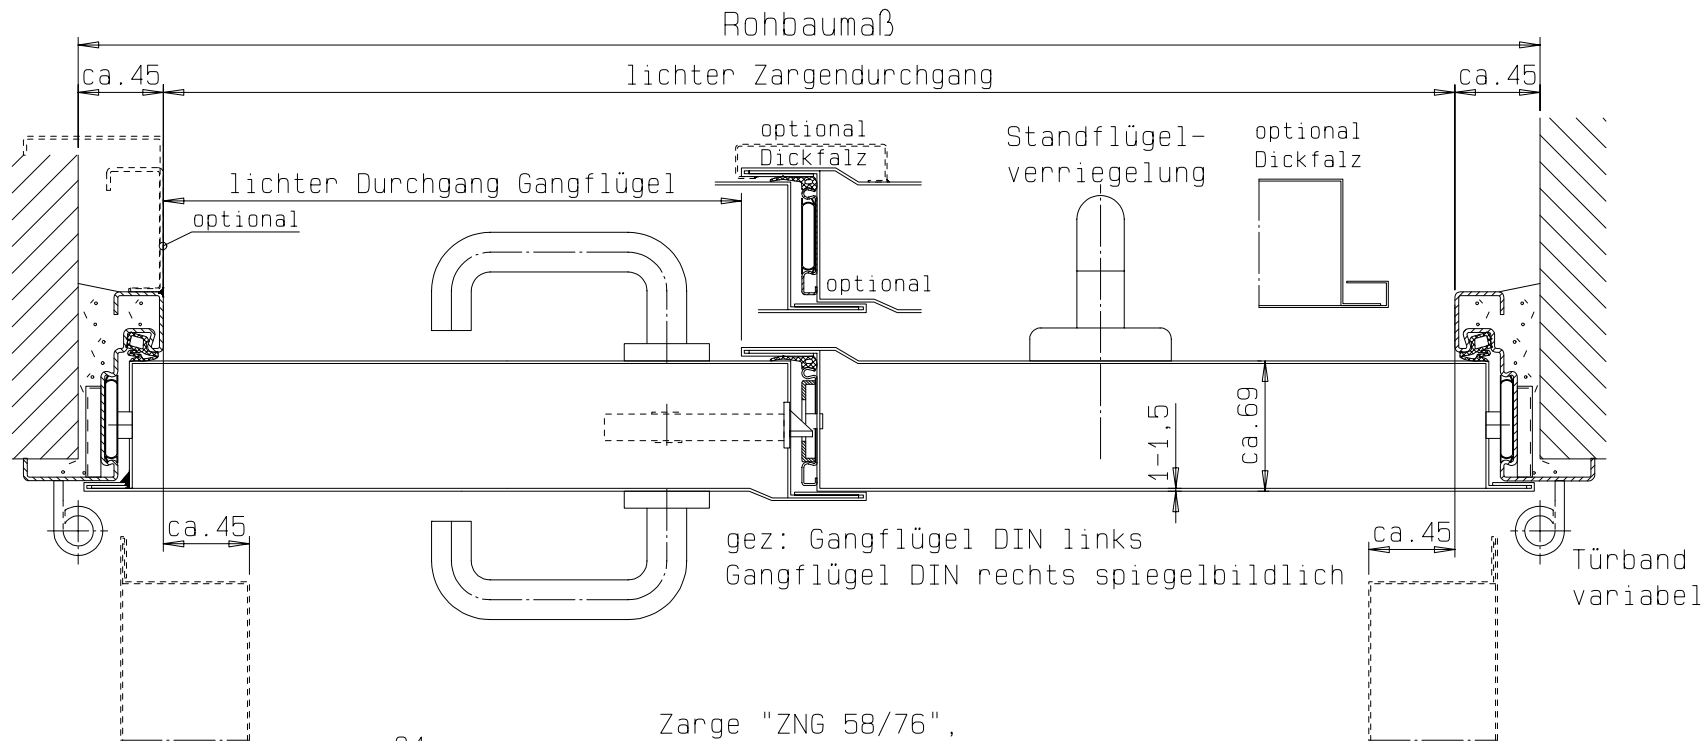 Rohbaumaß
ca.45
lichter Zargendurchgang
ca.45
optional
Dickfalz
Standflügel-
verriegelung
optional
Dickfalz
lichter Durchgang Gangflügel
optional
optional
1-1,5
ca.69
ca.45
gez: Gangflügel DIN links
Gangflügel DIN rechts spiegelbildlich
ca.45
Türband
variabel
Zarge "ZNG 58/76",